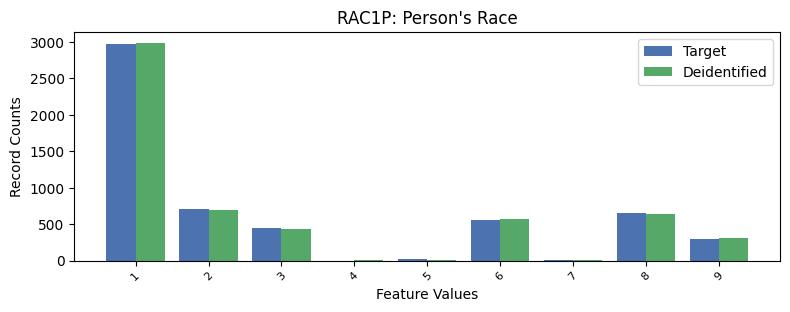 RAC1P: Person's Race
Record Counts
3000
2500
2000
1500
1000
500
0
Target
Deidentified
1 2 3 4 5 6 7 8 9
Feature Values